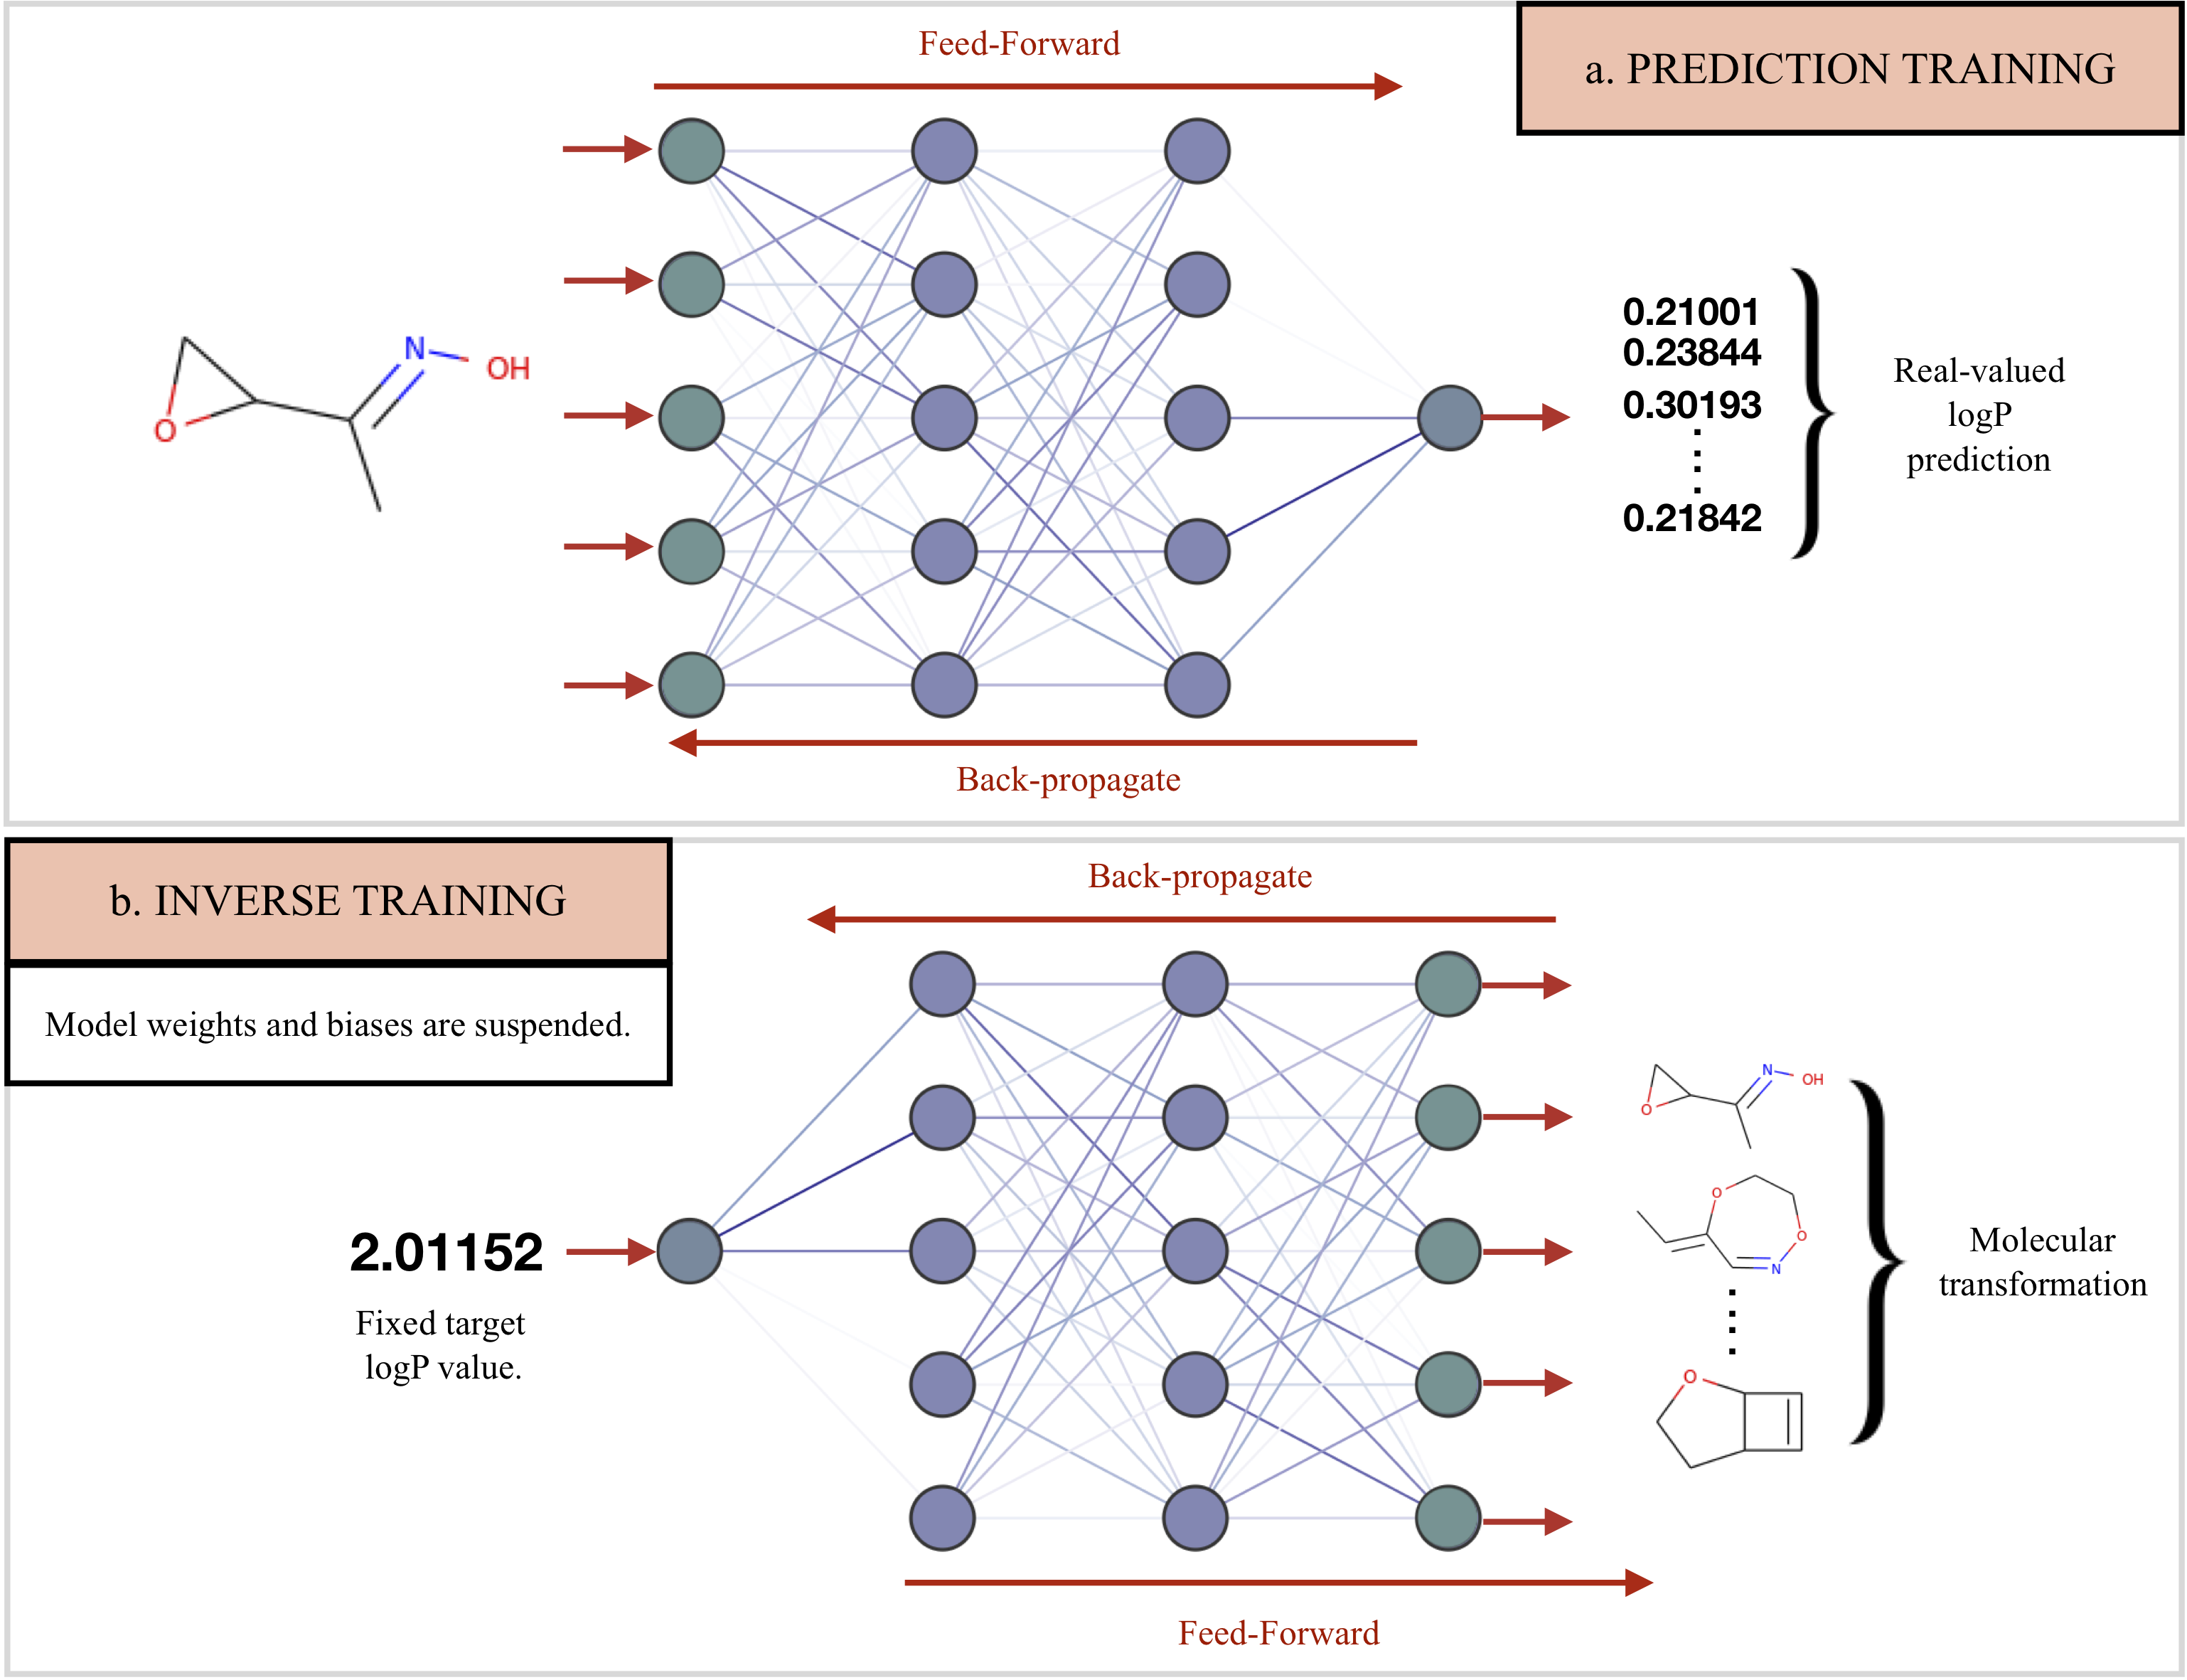 Feed-Forward
a. PREDICTION TRAINING
N
OH
O
0.21001
0.23844
0.30193
0.21842
Real-valued
logP
prediction
Back-propagate
b. INVERSE TRAINING
Model weights and biases are suspended.
Back-propagate
2.01152
Fixed target
logP value.
N
OH
O
O
O
N
O
Molecular
transformation
Feed-Forward